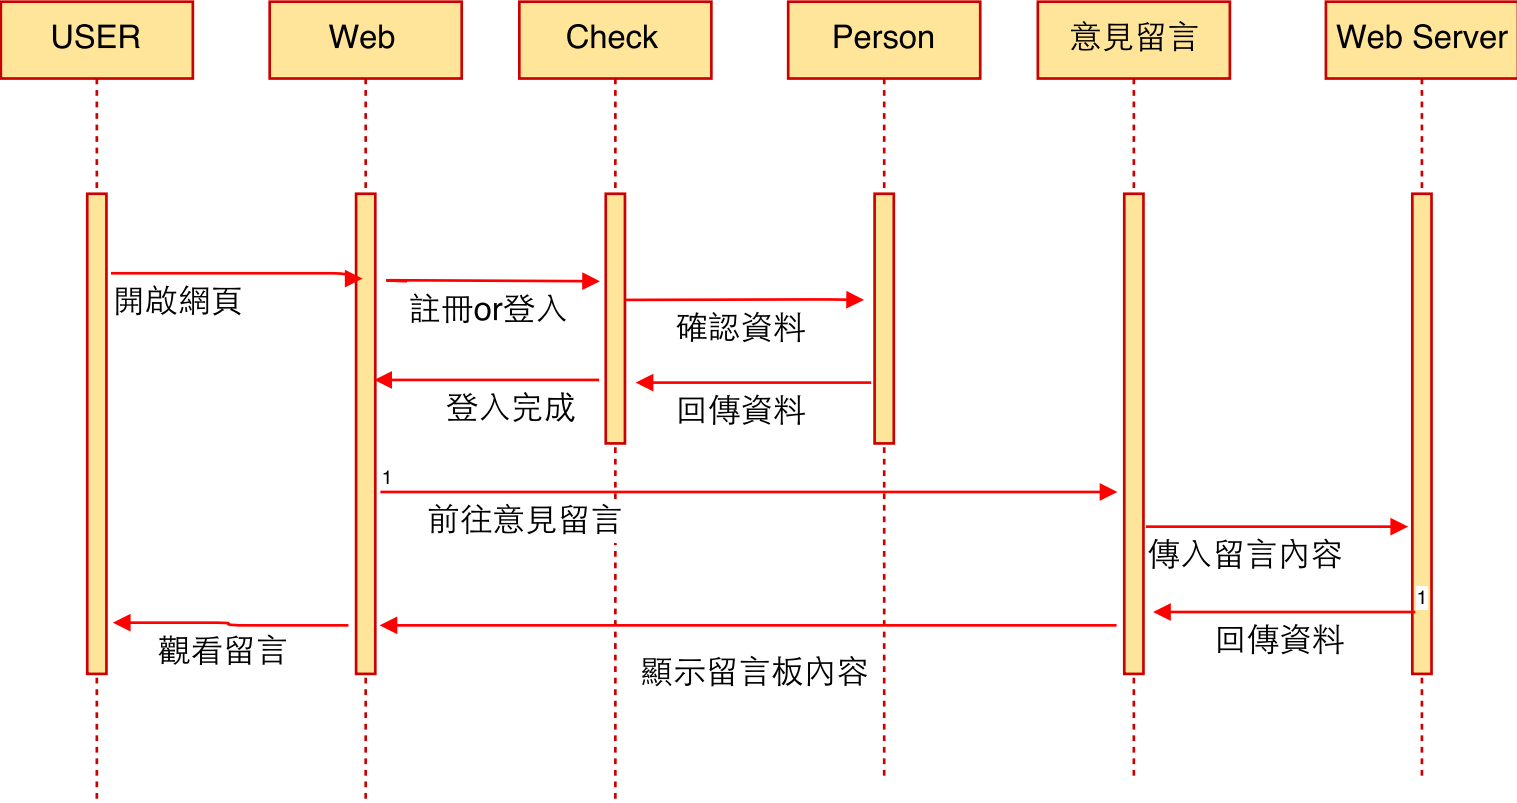 USER
Web
Check
Person
意見留言
Web Server
開啟網頁
註冊or登入
確認資料
登入完成
回傳資料
1
前往意見留言
傳入留言內容
1
回傳資料
觀看留言
顯示留言板內容